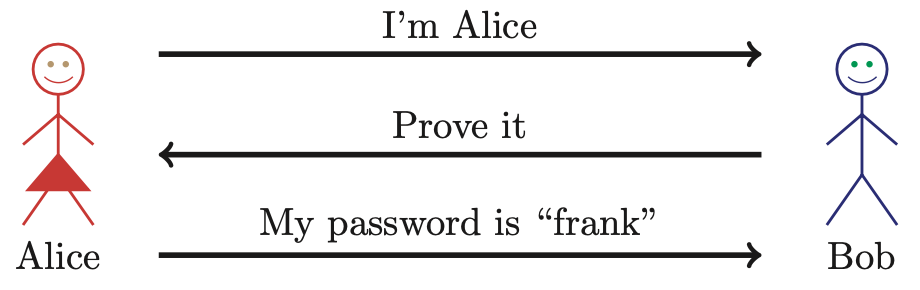 I'm Alice
Prove it
My password is “frank”
Alice
Bob